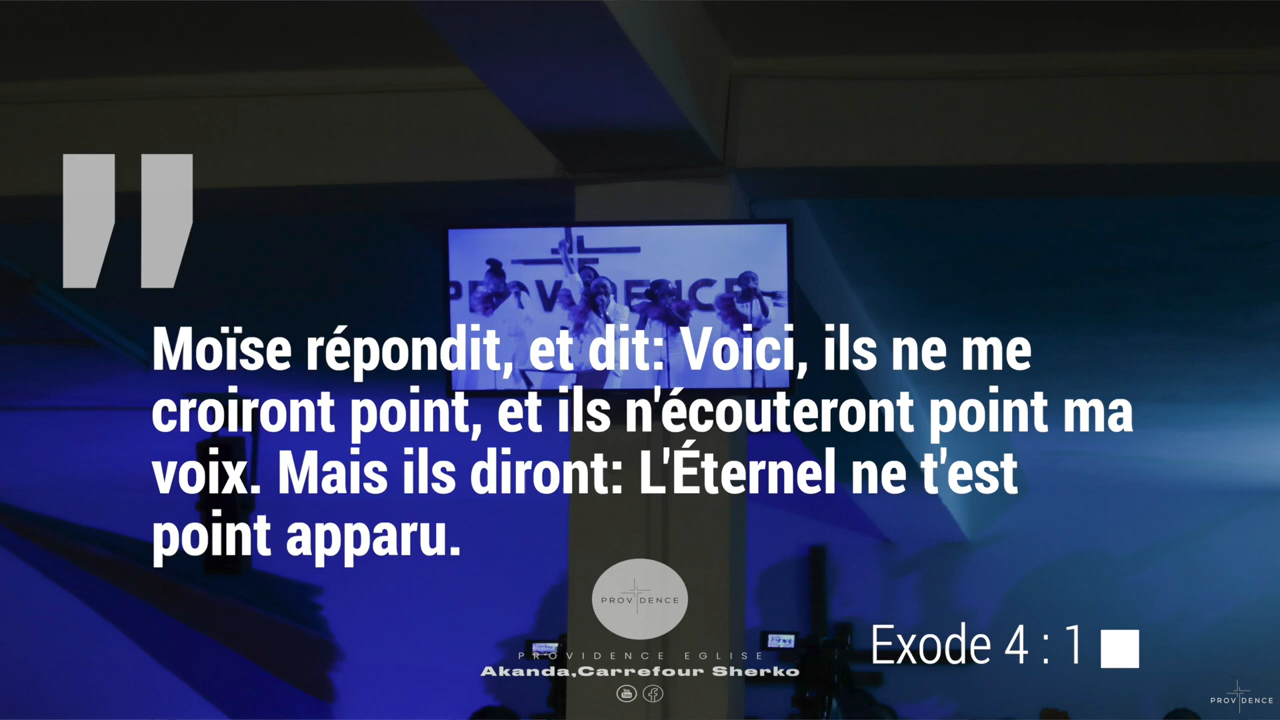 "
PROVIDENCE
Moïse répondit, et dit: Voici, ils ne me
croiront point, et ils n'écouteront point ma
voix. Mais ils diront: L'Éternel ne t'est
point apparu.
PROVIDENCE
Exode 4 : 1
PROVIDENCE EGLISE
Akanda,Carrefour Sherko
PROVIDENCE